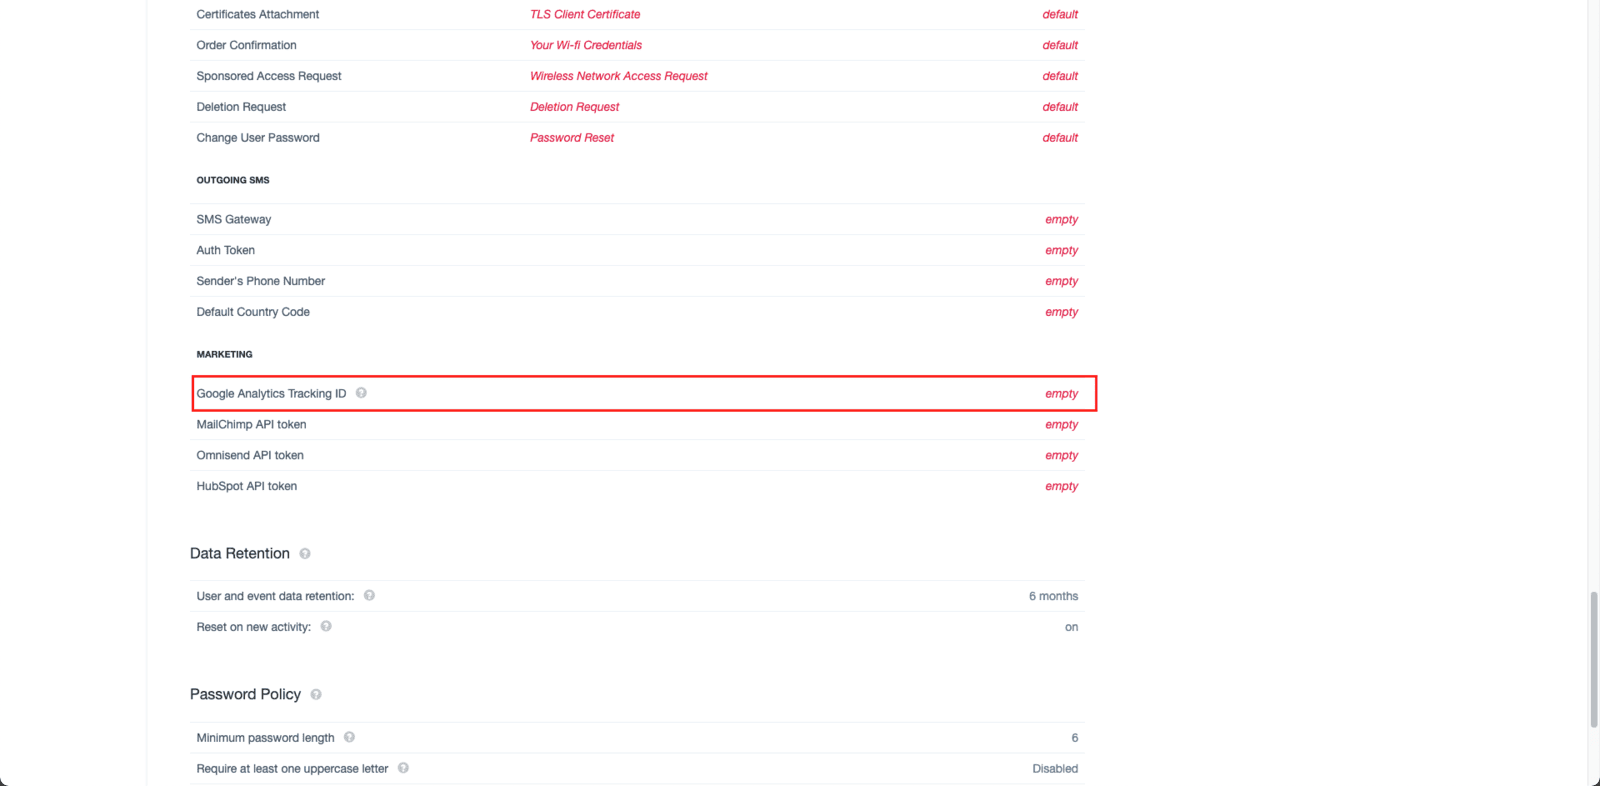 Certificates Attachment TLS Client Certificate default
Order Confirmation Your Wi-fi Credentials default
Sponsored Access Request Wireless Network Access Request default
Deletion Request Deletion Request default
Change User Password Password Reset default
OUTGOING SMS
SMS Gateway empty
Auth Token empty
Sender's Phone Number empty
Default Country Code empty
MARKETING
Google Analytics Tracking ID ? empty
MailChimp API token empty
Omnisend API token empty
HubSpot API token empty
Data Retention ?
User and event data retention: ? 6 months
Reset on new activity: ? on
Password Policy ?
Minimum password length ? 6
Require at least one uppercase letter ? Disabled